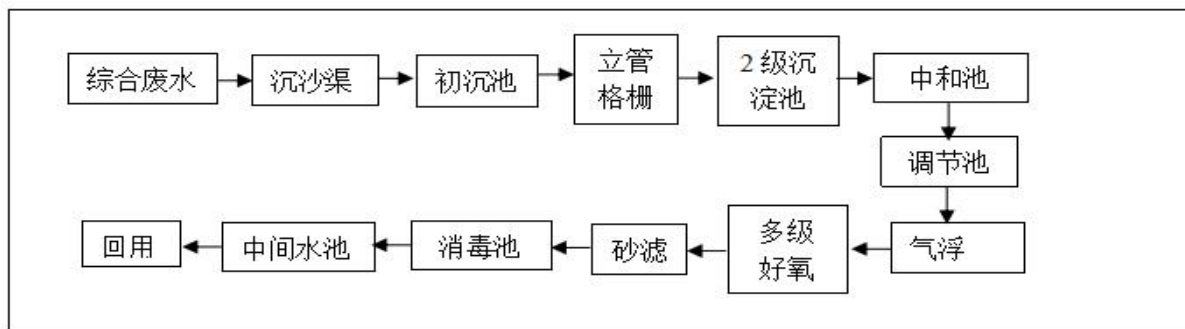 综合废水
沉沙渠
初沉池
立管
格栅
2级沉
淀池
中和池
调节池
气浮
多级
好氧
砂滤
消毒池
中间水池
回用